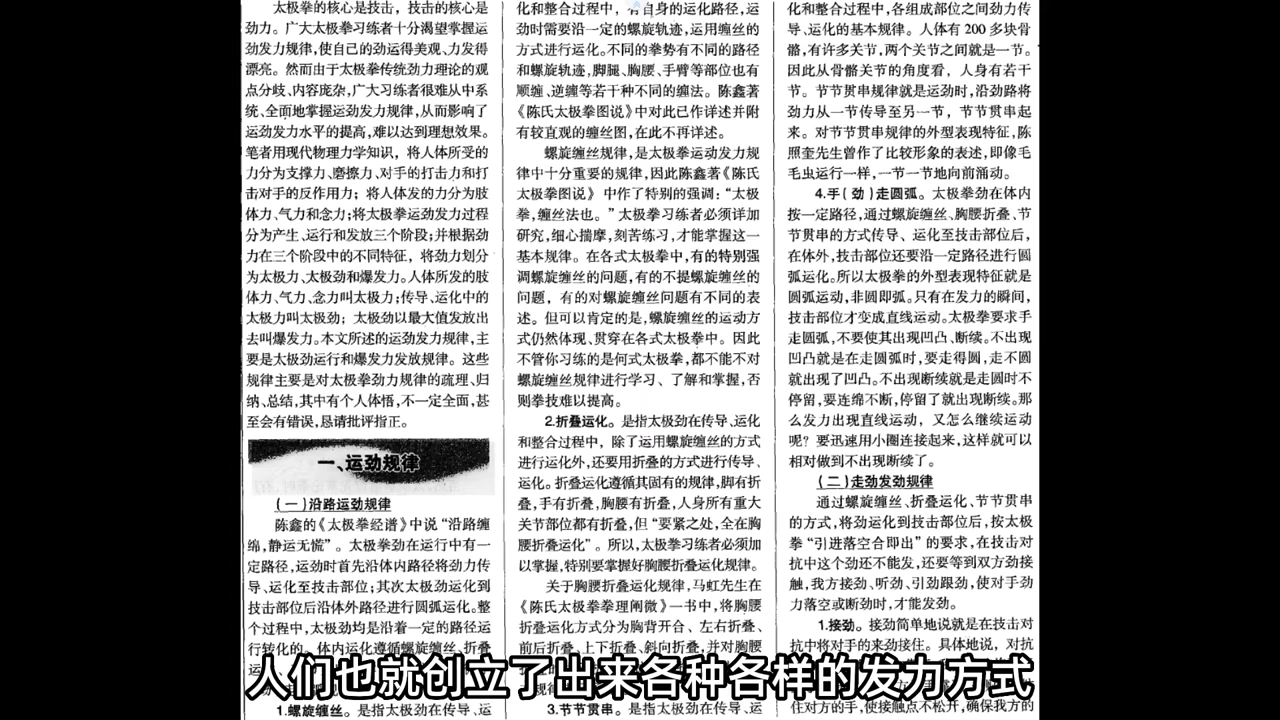 太极拳的核心是技击，技击的核心是
劲力。广大太极拳习练者十分渴望掌握运
劲发力规律，使自己的劲运得美观、力发得
漂亮。然而由于太极拳传统劲力理论的观
点分歧、内容庞杂，广大习练者很难从中系
统、全面地掌握运劲发力规律，从而影响了
运劲发力水平的提高，难以达到理想效果。
笔者用现代物理力学知识，将人体所受的
力分为支撑力、磨擦力、对手的打击力和打
击对手的反作用力；将人体发的力分为肢
体力、气力和念力；将太极拳运劲发力过程
分为产生、运行和发放三个阶段；并根据劲
力在三个阶段中的不同特征，将劲力划分
为太极力、太极劲和爆发力。人体所发的肢
体力、气力、念力叫太极力；传导、运化中的
太极力叫太极劲；太极劲以最大值发放出
去叫爆发力。本文所述的运劲发力规律，主
要是太极劲运行和爆发力发放规律。这些
规律主要是对太极拳劲力规律的疏理、归
纳、总结，其中有个人体悟，不一定全面，甚
至会有错误，恳请批评指正。
一、运劲规律
（一）沿路运劲规律
陈鑫的《太极拳经谱》中说“沿路缠
绵，静运无慌”。太极拳劲在运行中有一
定路径，运劲时首先沿体内路径将劲力传
导、运化至技击部位；其次太极劲运化到
技击部位后沿体外路径进行圆弧运化。整
个过程中，太极劲均是沿着一定的路径运
行转化的。体内运化遵循螺旋缠丝、折叠
1.螺旋缠丝。是指太极劲在传导、运
化和整合过程中，有自身的运化路径，运
劲时需要沿一定的螺旋轨迹，运用缠丝的
方式进行运化。不同的拳势有不同的路径
和螺旋轨迹，脚腿、胸腰、手臂等部位也有
顺缠、逆缠等若干种不同的缠法。陈鑫著
《陈氏太极拳图说》中对此已作详述并附
有较直观的缠丝图，在此不再详述。
螺旋缠丝规律，是太极拳运动发力规
律中十分重要的规律，因此陈鑫著《陈氏
太极拳图说》中作了特别的强调：“太极
拳，缠丝法也。”太极拳习练者必须详加
研究，细心揣摩，刻苦练习，才能掌握这一
基本规律。在各式太极拳中，有的特别强
调螺旋缠丝的问题，有的不提螺旋缠丝的
问题，有的对螺旋缠丝问题有不同的表
述。但可以肯定的是，螺旋缠丝的运动方
式仍然体现、贯穿在各式太极拳中。因此
不管你习练的是何式太极拳，都不能不对
螺旋缠丝规律进行学习、了解和掌握，否
则拳技难以提高。
2.折叠运化。是指太极劲在传导、运化
和整合过程中，除了运用螺旋缠丝的方式
进行运化外，还要用折叠的方式进行传导、
运化。折叠运化遵循其固有的规律，脚有折
叠，手有折叠，胸腰有折叠，人身所有重大
关节部位都有折叠，但“要紧之处，全在胸
腰折叠运化”。所以，太极拳习练者必须加
以掌握，特别要掌握好胸腰折叠运化规律。
关于胸腰折叠运化规律，马虹先生在
《陈氏太极拳拳理阐微》一书中，将胸腰
折叠运化方式分为胸背开合、左右折叠、
前后折叠、上下折叠、斜向折叠，并对胸腰
3.节节贯串。是指太极劲在传导、运
化和整合过程中，各组成部位之间劲力传
导、运化的基本规律。人体有 200 多块骨
骼，有许多关节，两个关节之间就是一节。
因此从骨骼关节的角度看，人身有若干
节。节节贯串规律就是运劲时，沿劲路将
劲力从一节传导至另一节，节节贯串起
来。对节节贯串规律的外型表现特征，陈
照奎先生曾作了比较形象的表述，即像毛
毛虫运行一样，一节一节地向前涌动。
4.手（劲）走圆弧。太极拳劲在体内
按一定路径，通过螺旋缠丝、胸腰折叠、节
节贯串的方式传导、运化至技击部位后，
在体外，技击部位还要沿一定路径进行圆
弧运化。所以太极拳的外型表现特征就是
圆弧运动，非圆即弧。只有在发力的瞬间，
技击部位才变成直线运动。太极拳要求手
走圆弧，不要使其出现凹凸、断续。不出现
凹凸就是在走圆弧时，要走得圆，走不圆
就出现了凹凸。不出现断续就是走圆时不
停留，要连绵不断，停留了就出现断续。那
么发力出现直线运动，又怎么继续运动
呢？要迅速用小圈连接起来，这样就可以
相对做到不出现断续了。
（二）走劲发劲规律
通过螺旋缠丝、折叠运化、节节贯串
的方式，将劲运化到技击部位后，按太极
拳“引进落空合即出”的要求，在技击对
抗中这个劲还不能发，还要等到双方劲接
触，我方接劲、听劲、引劲跟劲，使对手劲
力落空或断劲时，才能发劲。
1.接劲。接劲简单地说就是在技击对
抗中将对手的来劲接住。具体地说，对抗
住对方的手，使接触点不松开，确保我方的
人们也就创立了出来各种各样的发力方式